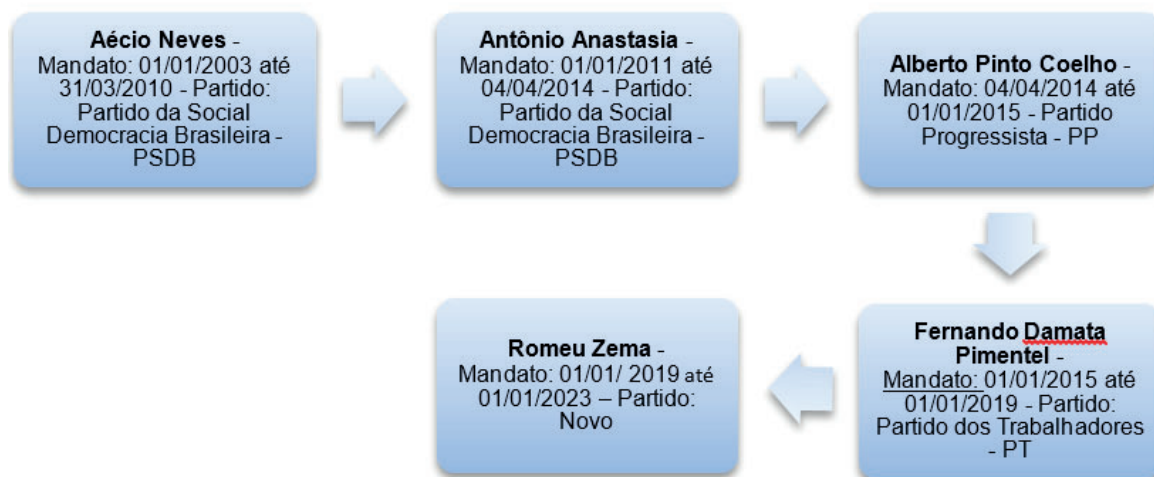 Aécio Neves -
Mandato: 01/01/2003 até
31/03/2010 - Partido:
Partido da Social
Democracia Brasileira -
PSDB
Antônio Anastasia -
Mandato: 01/01/2011 até
04/04/2014 - Partido:
Partido da Social
Democracia Brasileira -
PSDB
Alberto Pinto Coelho -
Mandato: 04/04/2014 até
01/01/2015 - Partido
Progressista - PP
Fernando Damata
Pimentel -
Mandato: 01/01/2015 até
01/01/2019 - Partido:
Partido dos Trabalhadores
- PT
Romeu Zema -
Mandato: 01/01/ 2019 até
01/01/2023 – Partido:
Novo